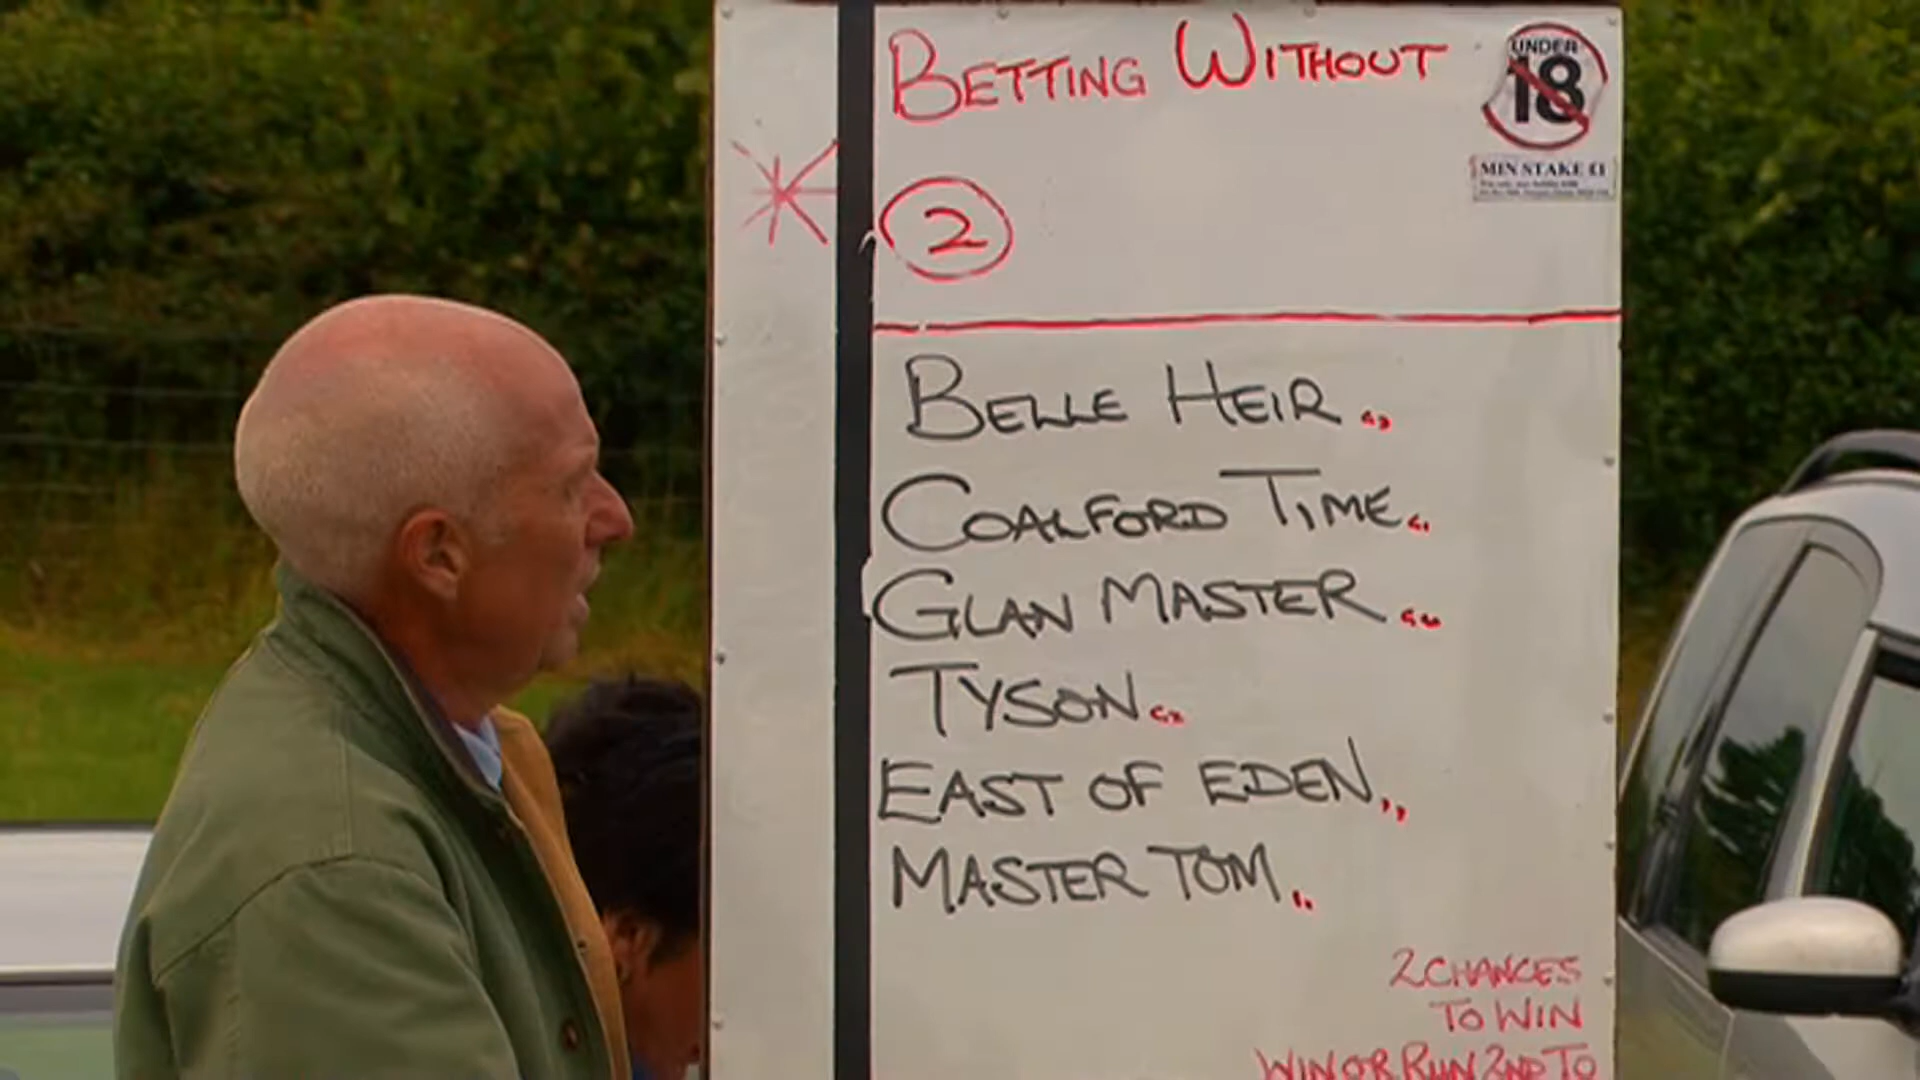 BETTING WITHOUT
UNDER
18
MIN STAKE £1
2
BELLE HEIR
COALFORD TIME
GLAN MASTER
TYSON
EAST OF EDEN
MASTER TOM
2 CHANCES
TO WIN
WIN OR RUN 2ND TO